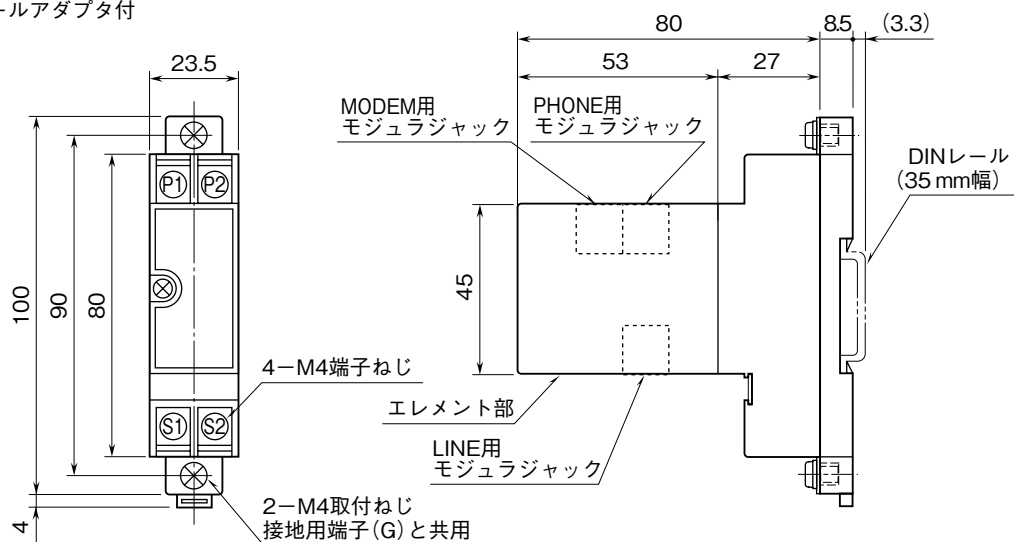 ールアダプタ付
23.5
100
90
80
4
P1 P2
S1 S2
4−M4端子ねじ
2−M4取付ねじ
接地用端子(G)と共用
80
8.5
(3.3)
53
27
MODEM用
モジュラジャック
PHONE用
モジュラジャック
DINレール
(35 mm幅)
45
エレメント部
LINE用
モジュラジャック